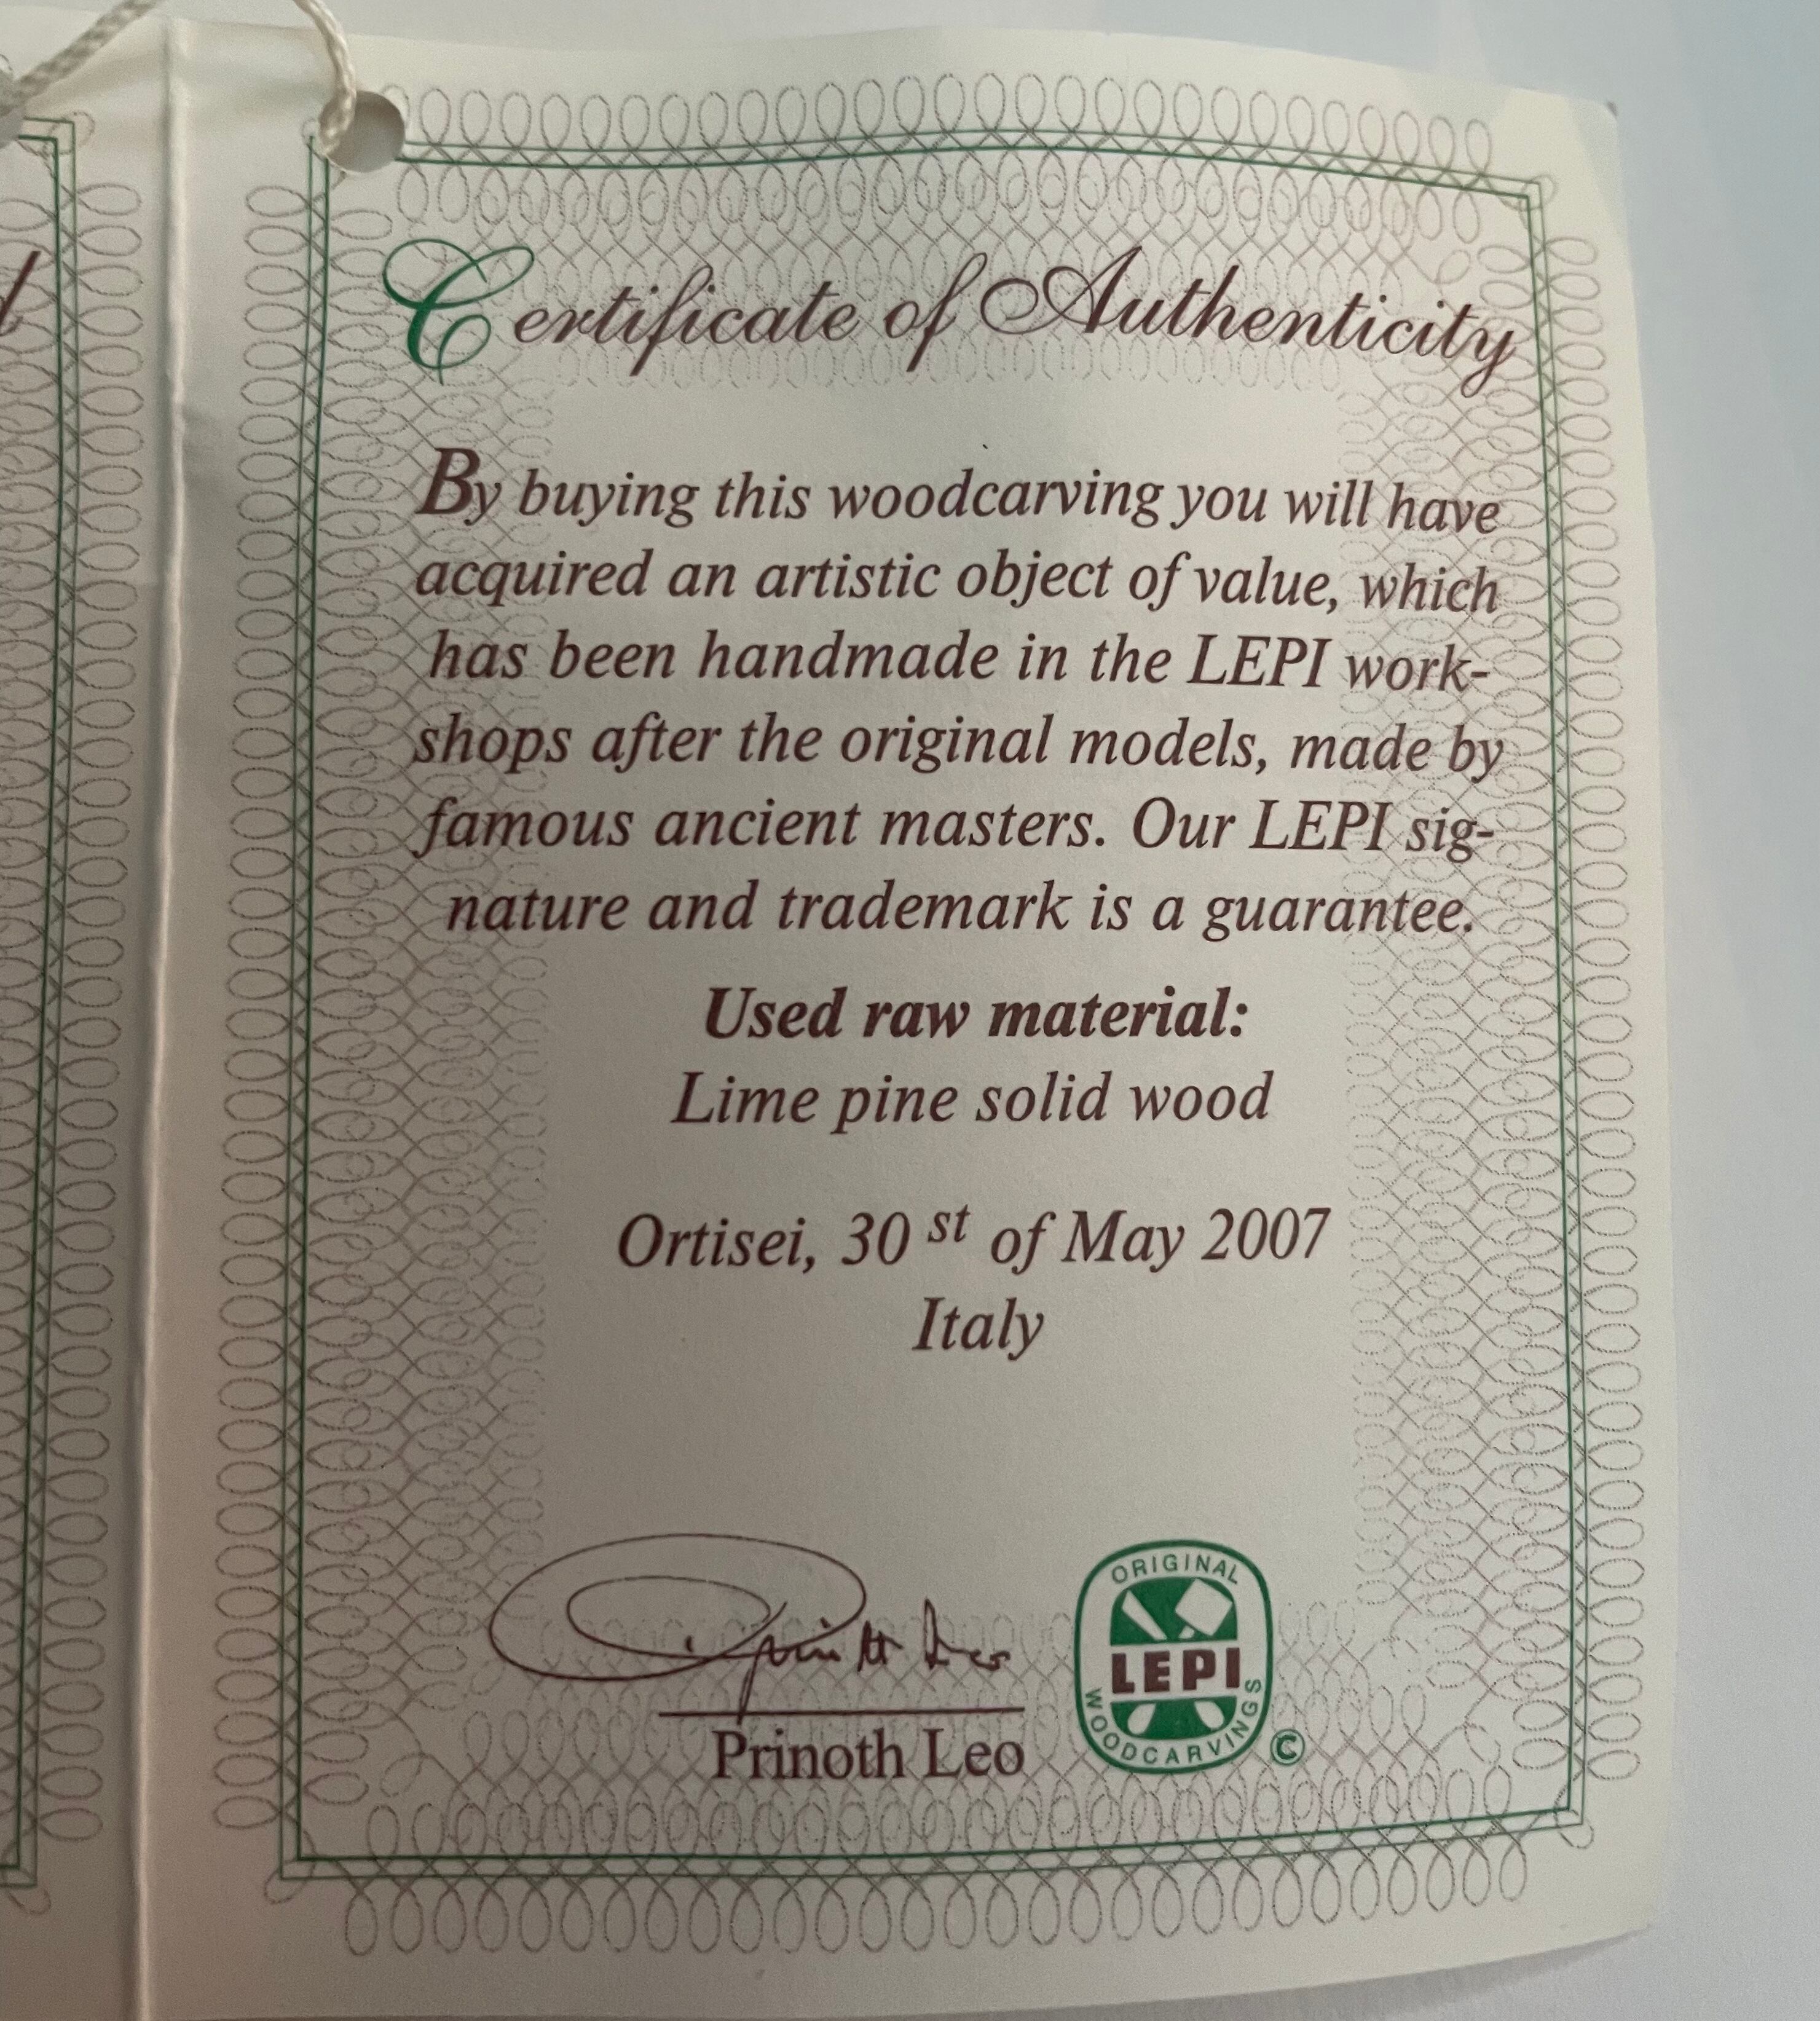 Certificate of Authenticity
By buying this woodcarving you will have
acquired an artistic object of value, which
has been handmade in the LEPI work-
shops after the original models, made by
famous ancient masters. Our LEPI sig-
nature and trademark is a guarantee.
Used raw material:
Lime pine solid wood
Ortisei, 30 st of May 2007
Italy
Prinoth Leo
Prinoth Leo
ORIGINAL
LEPI
WOODCARVINGS
©